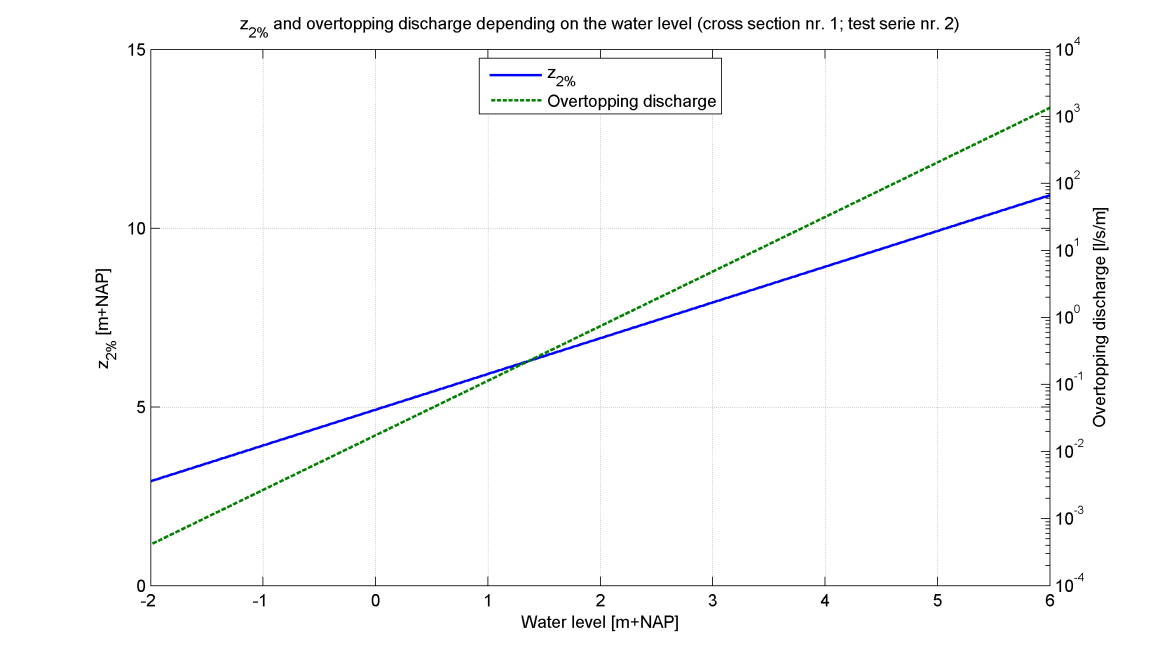 z2% and overtopping discharge depending on the water level (cross section nr. 1; test serie nr. 2)
z2%
Overtopping discharge
15
10
5
0
z2% [m+NAP]
10^4
10^3
10^2
10^1
10^0
10^-1
10^-2
10^-3
10^-4
Overtopping discharge [l/s/m]
-2 -1 0 1 2 3 4 5 6
Water level [m+NAP]